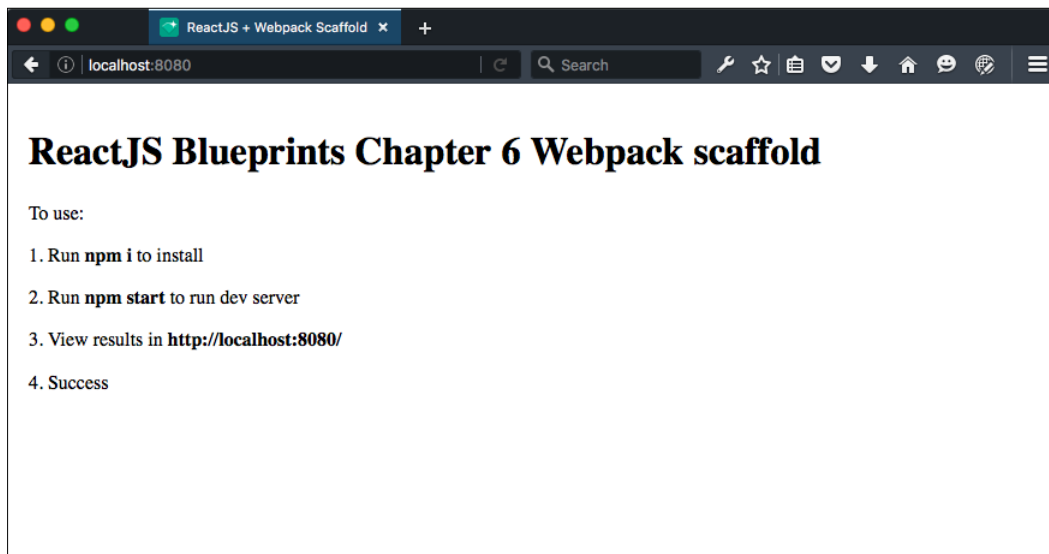 ReactJS + Webpack Scaffold
localhost:8080
Search
ReactJS Blueprints Chapter 6 Webpack scaffold
To use:
1. Run npm i to install
2. Run npm start to run dev server
3. View results in http://localhost:8080/
4. Success